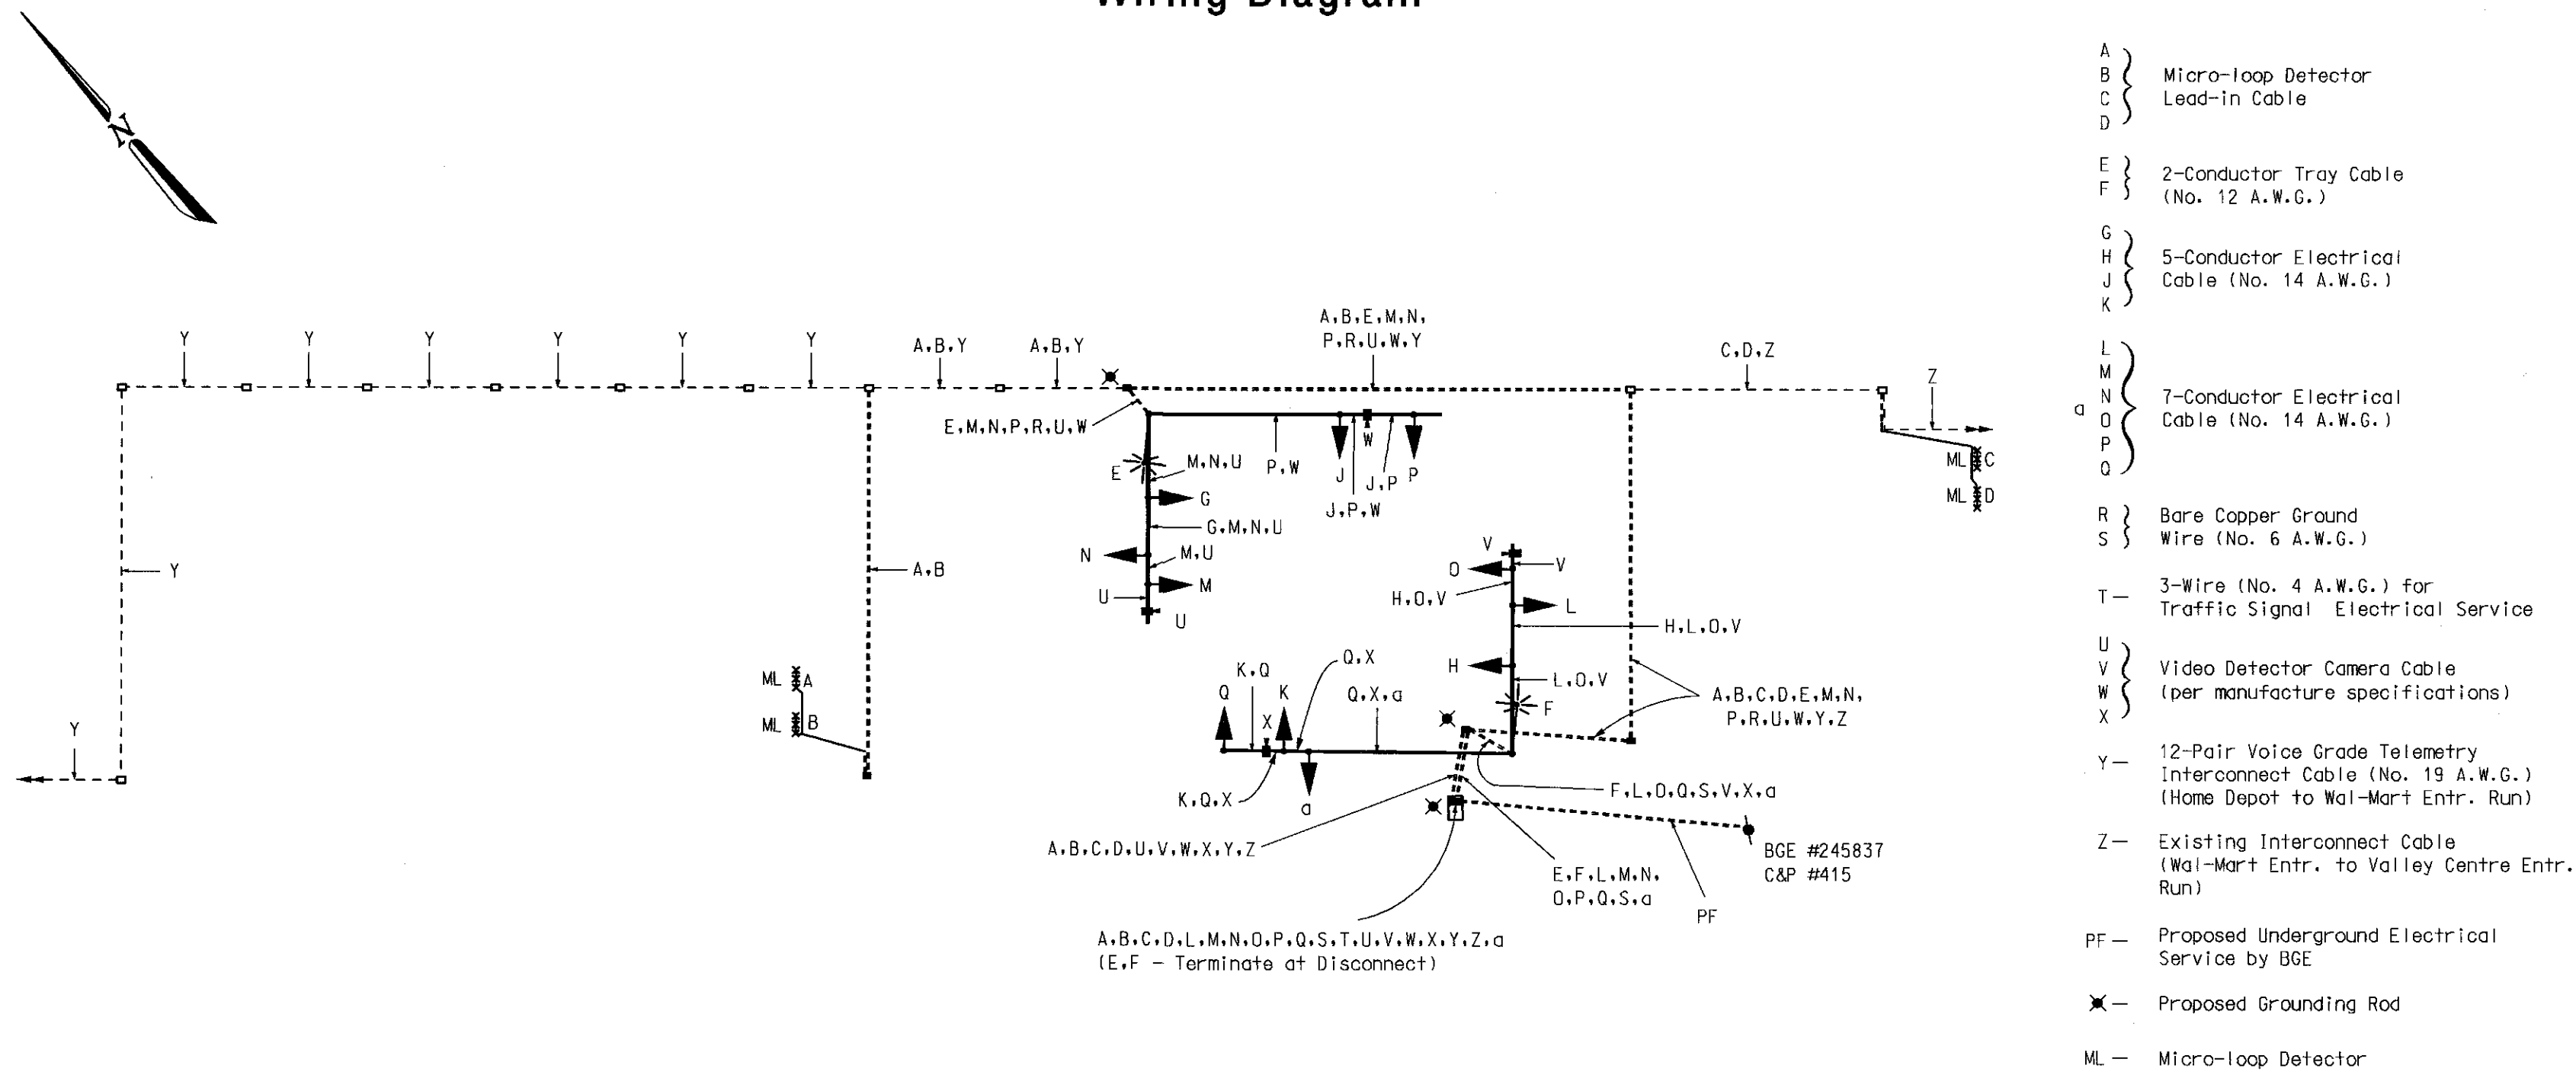 Wiring Diagram
N
Y
Y
Y
Y
Y
Y
A,B,Y
A,B,Y
A,B,E,M,N,
P,R,U,W,Y
C,D,Z
Z
E,M,N,P,R,U,W
E
M,N,U
P,W
J
W
J,P
P
J,P,W
G
G,M,N,U
N
M,U
M
U
U
ML C
ML D
V
V
O
H,O,V
L
H,L,O,V
H
L,O,V
F
Y
A,B
A,B,C,D,E,M,N,
P,R,U,W,Y,Z
ML A
ML B
Y
K,Q
Q,X
Q
X
K
Q,X,a
K,Q,X
a
F,L,O,Q,S,V,X,a
A,B,C,D,U,V,W,X,Y,Z
E,F,L,M,N,
O,P,Q,S,a
BGE #245837
C&P #415
PF
A,B,C,D,L,M,N,O,P,Q,S,T,U,V,W,X,Y,Z,a
(E,F - Terminate at Disconnect)
A
B
C
D
Micro-loop Detector
Lead-in Cable
E
F
2-Conductor Tray Cable
(No. 12 A.W.G.)
G
H
J
K
5-Conductor Electrical
Cable (No. 14 A.W.G.)
L
M
N
a
O
P
Q
7-Conductor Electrical
Cable (No. 14 A.W.G.)
R
S
Bare Copper Ground
Wire (No. 6 A.W.G.)
T— 3-Wire (No. 4 A.W.G.) for
Traffic Signal Electrical Service
U
V
W
X
Video Detector Camera Cable
(per manufacture specifications)
Y— 12-Pair Voice Grade Telemetry
Interconnect Cable (No. 19 A.W.G.)
(Home Depot to Wal-Mart Entr. Run)
Z— Existing Interconnect Cable
(Wal-Mart Entr. to Valley Centre Entr.
Run)
PF— Proposed Underground Electrical
Service by BGE
— Proposed Grounding Rod
ML— Micro-loop Detector